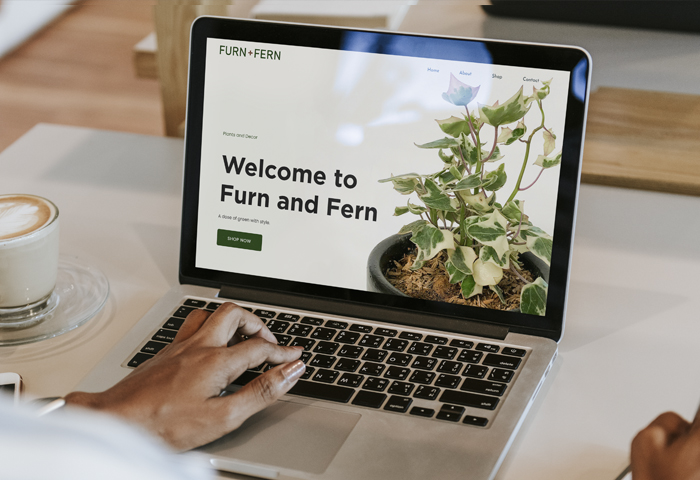 FURN+FERN
Home About Shop Contact
Plants and Decor
Welcome to
Furn and Fern
A dose of green with style.
SHOP NOW